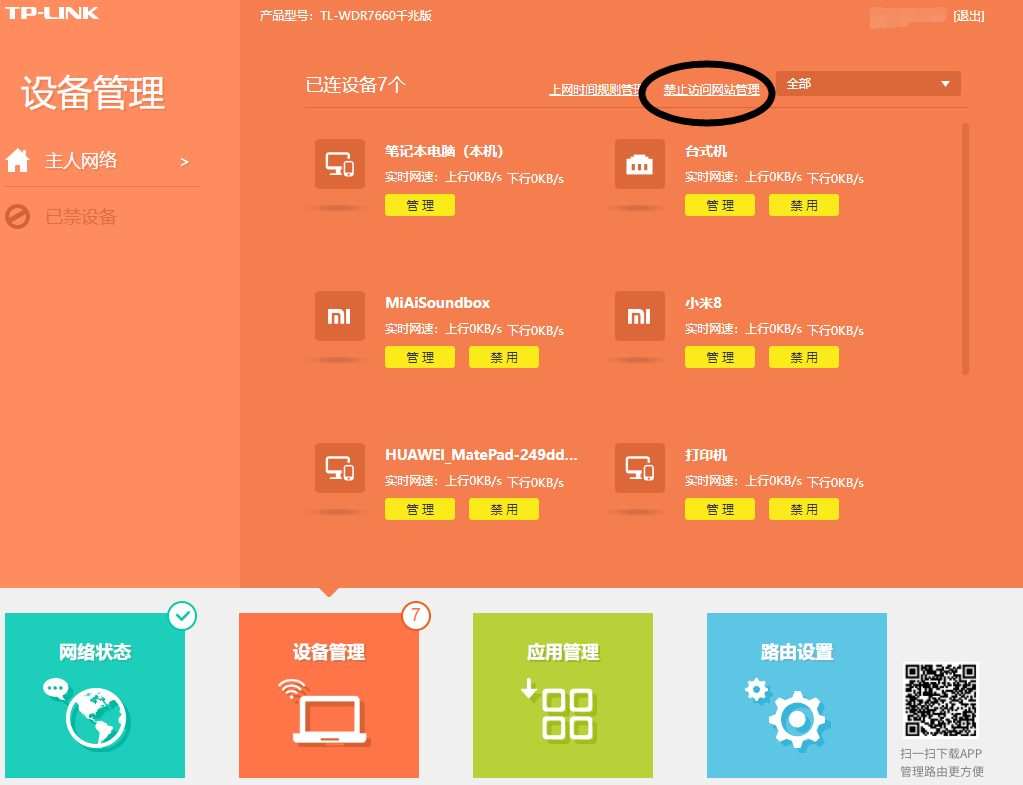 TP-LINK
产品型号：TL-WDR7660千兆版
[退出]
设备管理
主人网络 >
已禁设备
已连设备7个
上网时间规则管理
禁止访问网站管理
全部
笔记本电脑（本机）
实时网速：上行0KB/s 下行0KB/s
管 理
台式机
实时网速：上行0KB/s 下行0KB/s
管 理 禁 用
MiAiSoundbox
实时网速：上行0KB/s 下行0KB/s
管 理 禁 用
小米8
实时网速：上行0KB/s 下行0KB/s
管 理 禁 用
HUAWEI_MatePad-249dd...
实时网速：上行0KB/s 下行0KB/s
管 理 禁 用
打印机
实时网速：上行0KB/s 下行0KB/s
管 理 禁 用
网络状态
7
设备管理
应用管理
路由设置
扫一扫下载APP
管理路由更方便